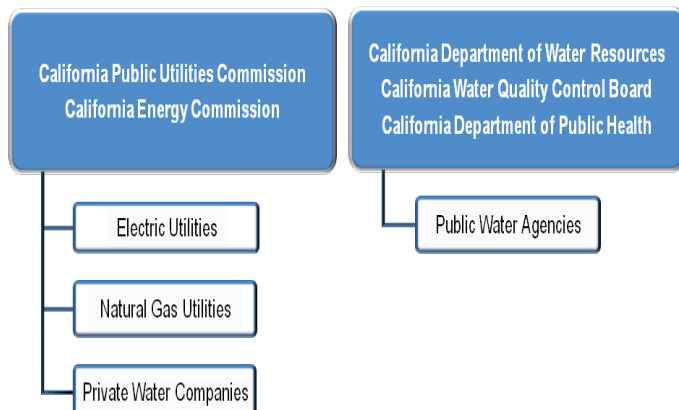 California Public Utilities Commission
California Energy Commission
Electric Utilities
Natural Gas Utilities
Private Water Companies
California Department of Water Resources
California Water Quality Control Board
California Department of Public Health
Public Water Agencies